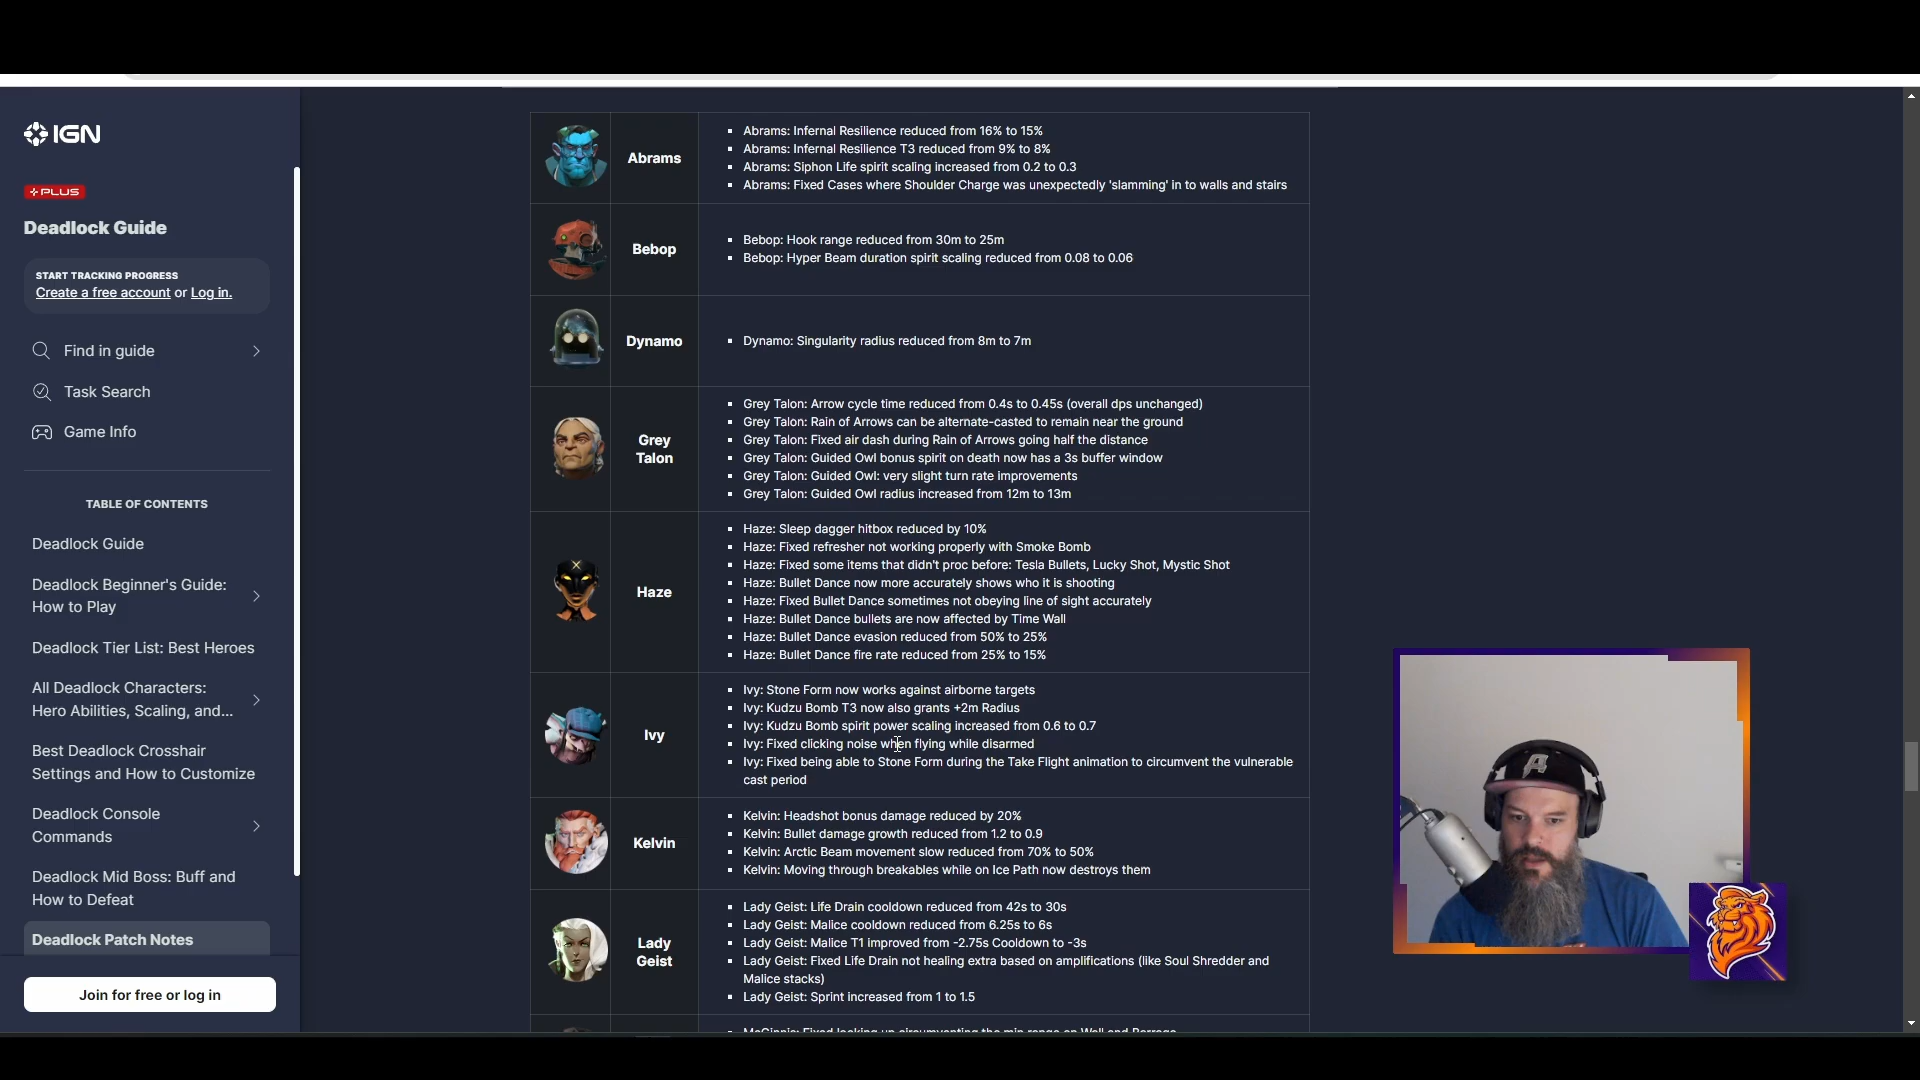 IGN
PLUS
Deadlock Guide
START TRACKING PROGRESS
Create a free account or Log in.
Find in guide
Task Search
Game Info
TABLE OF CONTENTS
Deadlock Guide
Deadlock Beginner's Guide:
How to Play
Deadlock Tier List: Best Heroes
All Deadlock Characters:
Hero Abilities, Scaling, and...
Best Deadlock Crosshair
Settings and How to Customize
Deadlock Console
Commands
Deadlock Mid Boss: Buff and
How to Defeat
Deadlock Patch Notes
Join for free or log in
Abrams
Abrams: Infernal Resilience reduced from 16% to 15%
Abrams: Infernal Resilience T3 reduced from 9% to 8%
Abrams: Siphon Life spirit scaling increased from 0.2 to 0.3
Abrams: Fixed Cases where Shoulder Charge was unexpectedly 'slamming' in to walls and stairs
Bebop
Bebop: Hook range reduced from 30m to 25m
Bebop: Hyper Beam duration spirit scaling reduced from 0.08 to 0.06
Dynamo
Dynamo: Singularity radius reduced from 8m to 7m
Grey
Talon
Grey Talon: Arrow cycle time reduced from 0.4s to 0.45s (overall dps unchanged)
Grey Talon: Rain of Arrows can be alternate-casted to remain near the ground
Grey Talon: Fixed air dash during Rain of Arrows going half the distance
Grey Talon: Guided Owl bonus spirit on death now has a 3s buffer window
Grey Talon: Guided Owl: very slight turn rate improvements
Grey Talon: Guided Owl radius increased from 12m to 13m
Haze
Haze: Sleep dagger hitbox reduced by 10%
Haze: Fixed refresher not working properly with Smoke Bomb
Haze: Fixed some items that didn't proc before: Tesla Bullets, Lucky Shot, Mystic Shot
Haze: Bullet Dance now more accurately shows who it is shooting
Haze: Fixed Bullet Dance sometimes not obeying line of sight accurately
Haze: Bullet Dance bullets are now affected by Time Wall
Haze: Bullet Dance evasion reduced from 50% to 25%
Haze: Bullet Dance fire rate reduced from 25% to 15%
Ivy
Ivy: Stone Form now works against airborne targets
Ivy: Kudzu Bomb T3 now also grants +2m Radius
Ivy: Kudzu Bomb spirit power scaling increased from 0.6 to 0.7
Ivy: Fixed clicking noise when flying while disarmed
Ivy: Fixed being able to Stone Form during the Take Flight animation to circumvent the vulnerable
cast period
Kelvin
Kelvin: Headshot bonus damage reduced by 20%
Kelvin: Bullet damage growth reduced from 1.2 to 0.9
Kelvin: Arctic Beam movement slow reduced from 70% to 50%
Kelvin: Moving through breakables while on Ice Path now destroys them
Lady
Geist
Lady Geist: Life Drain cooldown reduced from 42s to 30s
Lady Geist: Malice cooldown reduced from 6.25s to 6s
Lady Geist: Malice T1 improved from -2.75s Cooldown to -3s
Lady Geist: Fixed Life Drain not healing extra based on amplifications (like Soul Shredder and
Malice stacks)
Lady Geist: Sprint increased from 1 to 1.5